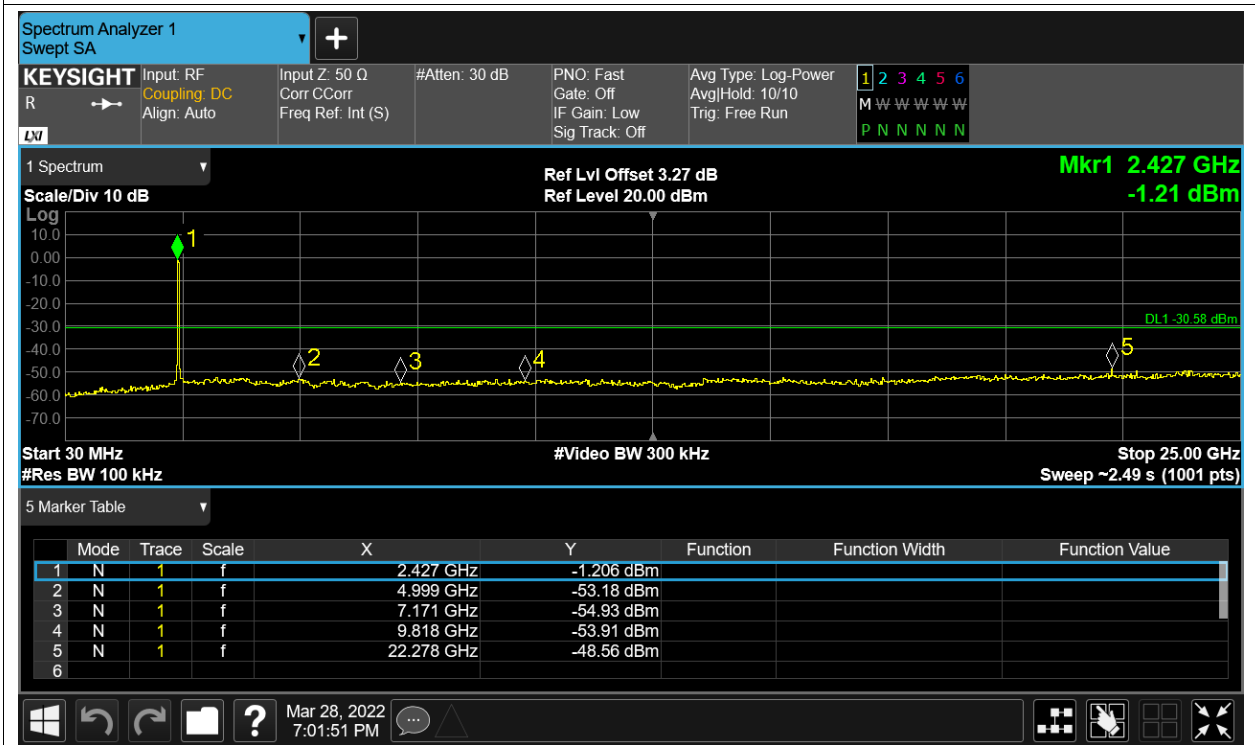 Spectrum Analyzer 1
Swept SA
KEYSIGHT
R
LXI
Input: RF
Coupling: DC
Align: Auto
Input Z: 50 Ω
Corr CCorr
Freq Ref: Int (S)
#Atten: 30 dB
PNO: Fast
Gate: Off
IF Gain: Low
Sig Track: Off
Avg Type: Log-Power
Avg|Hold: 10/10
Trig: Free Run
1 2 3 4 5 6
M W W W W W
P N N N N N
1 Spectrum
Scale/Div 10 dB
Ref Lvl Offset 3.27 dB
Ref Level 20.00 dBm
Mkr1 2.427 GHz
-1.21 dBm
Log
10.0
0.00
-10.0
-20.0
-30.0
-40.0
-50.0
-60.0
-70.0
1
2
3
4
5
DL1 -30.58 dBm
Start 30 MHz
#Video BW 300 kHz
Stop 25.00 GHz
#Res BW 100 kHz
Sweep ~2.49 s (1001 pts)
5 Marker Table
Mode Trace Scale X Y Function Function Width Function Value
1 N 1 f 2.427 GHz -1.206 dBm
2 N 1 f 4.999 GHz -53.18 dBm
3 N 1 f 7.171 GHz -54.93 dBm
4 N 1 f 9.818 GHz -53.91 dBm
5 N 1 f 22.278 GHz -48.56 dBm
6
?
Mar 28, 2022
7:01:51 PM